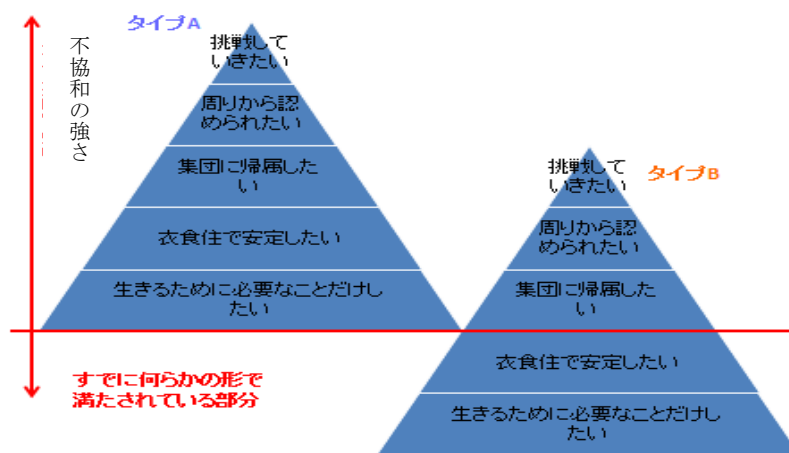 タイプA
不協和の強さ
挑戦して
いきたい
周りから認
められたい
集団に帰属した
い
衣食住で安定したい
生きるために必要なことだけし
たい
タイプB
挑戦して
いきたい
周りから認
められたい
集団に帰属した
い
衣食住で安定したい
生きるために必要なことだけし
たい
すでに何らかの形で
満たされている部分